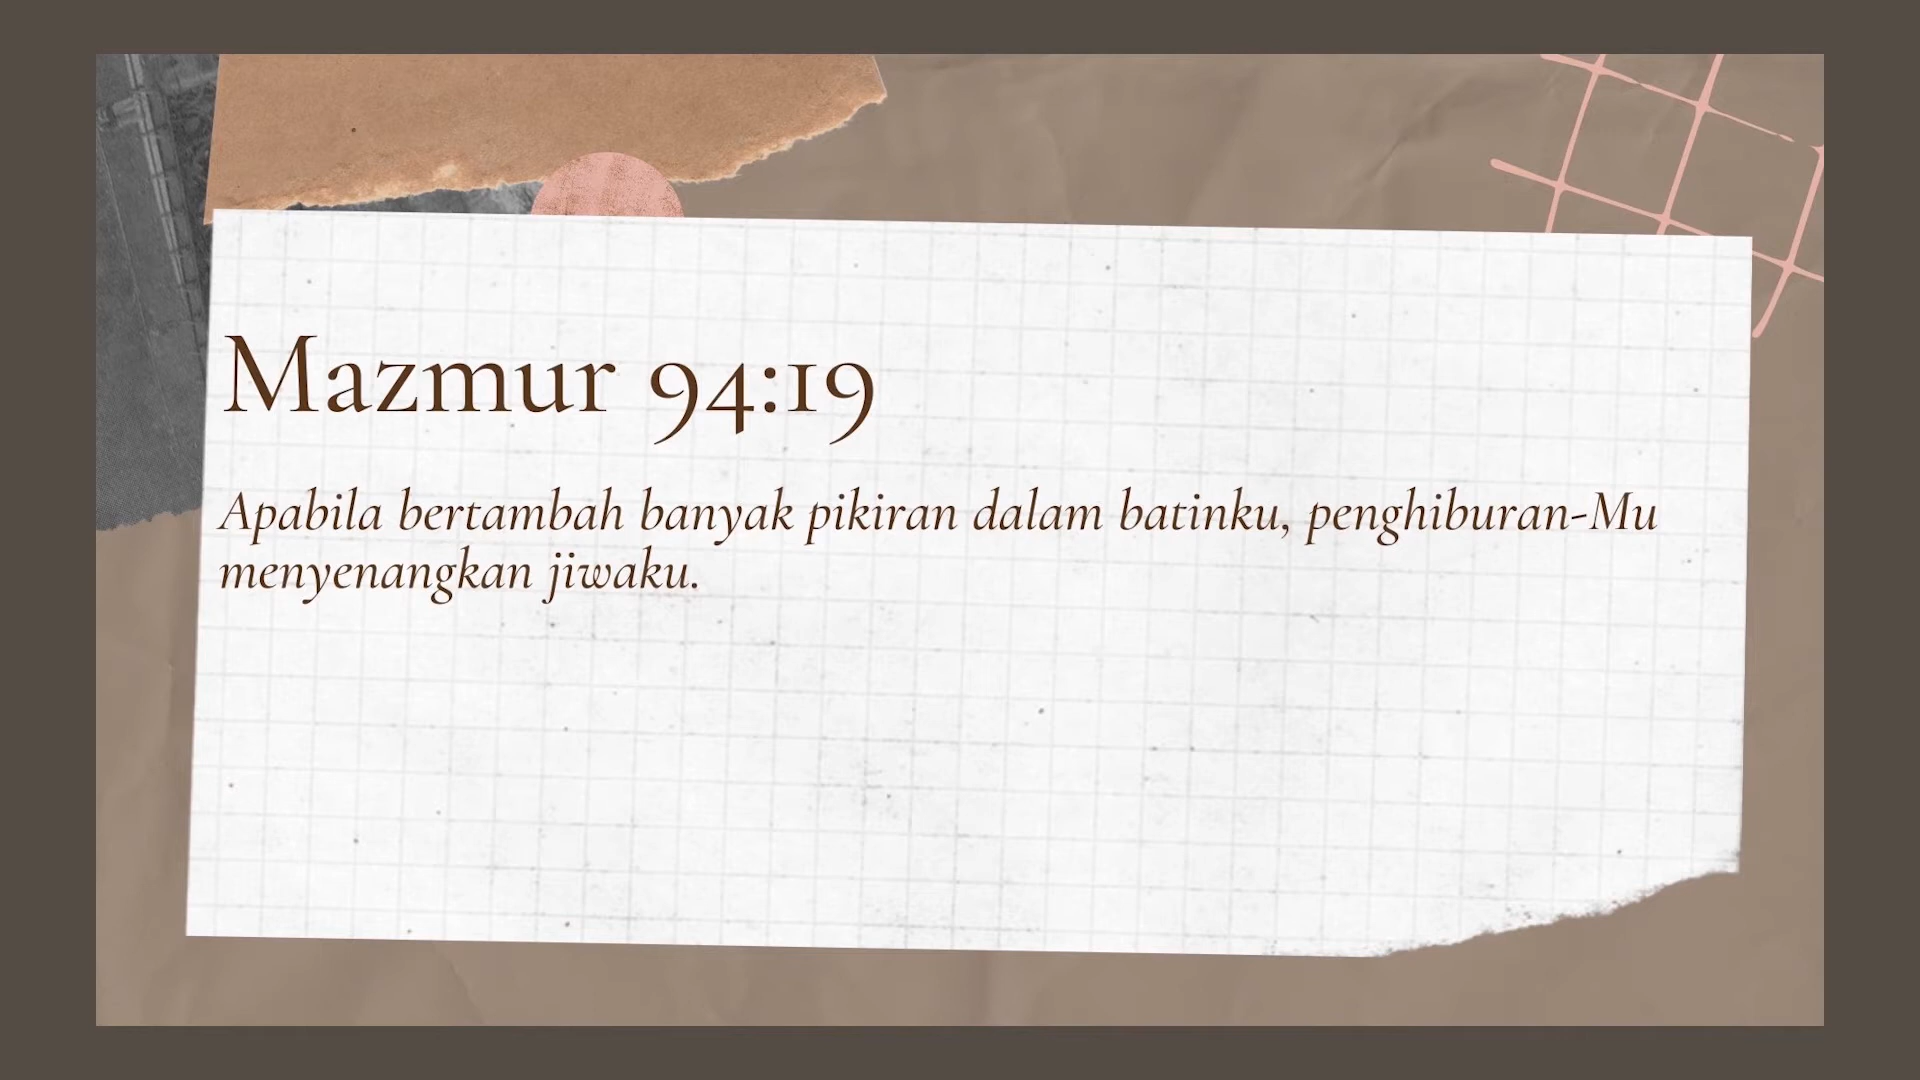 Mazmur 94:19
Apabila bertambah banyak pikiran dalam batinku, penghiburan-Mu
menyenangkan jiwaku.